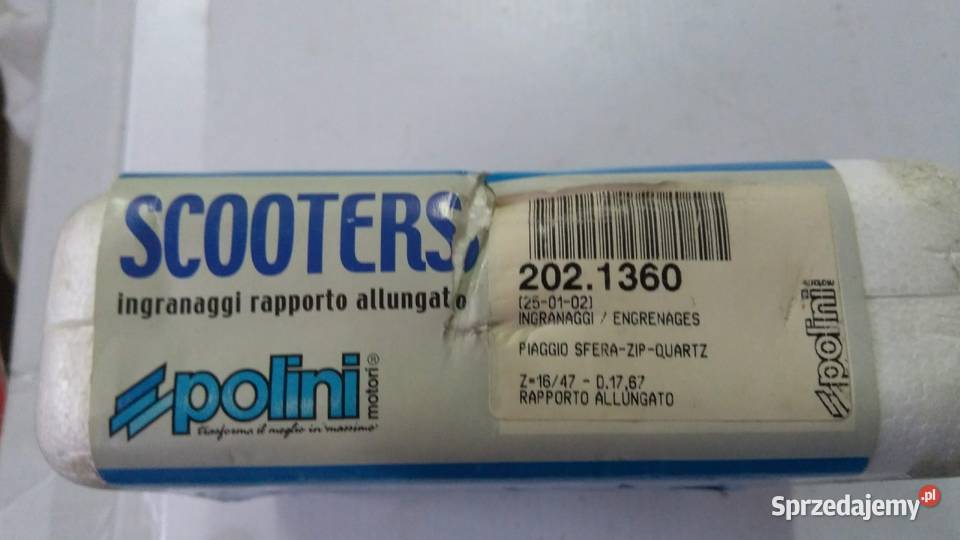 SCOOTERS
ingranaggi rapporto allungato
polini
motori®
trasforma il meglio in massimo
202.1360
[25-01-02]
INGRANAGGI / ENGRENAGES
PIAGGIO SFERA-ZIP-QUARTZ
Z=16/47 - D.17,67
RAPPORTO ALLUNGATO
polini
Sprzedajemy.pl